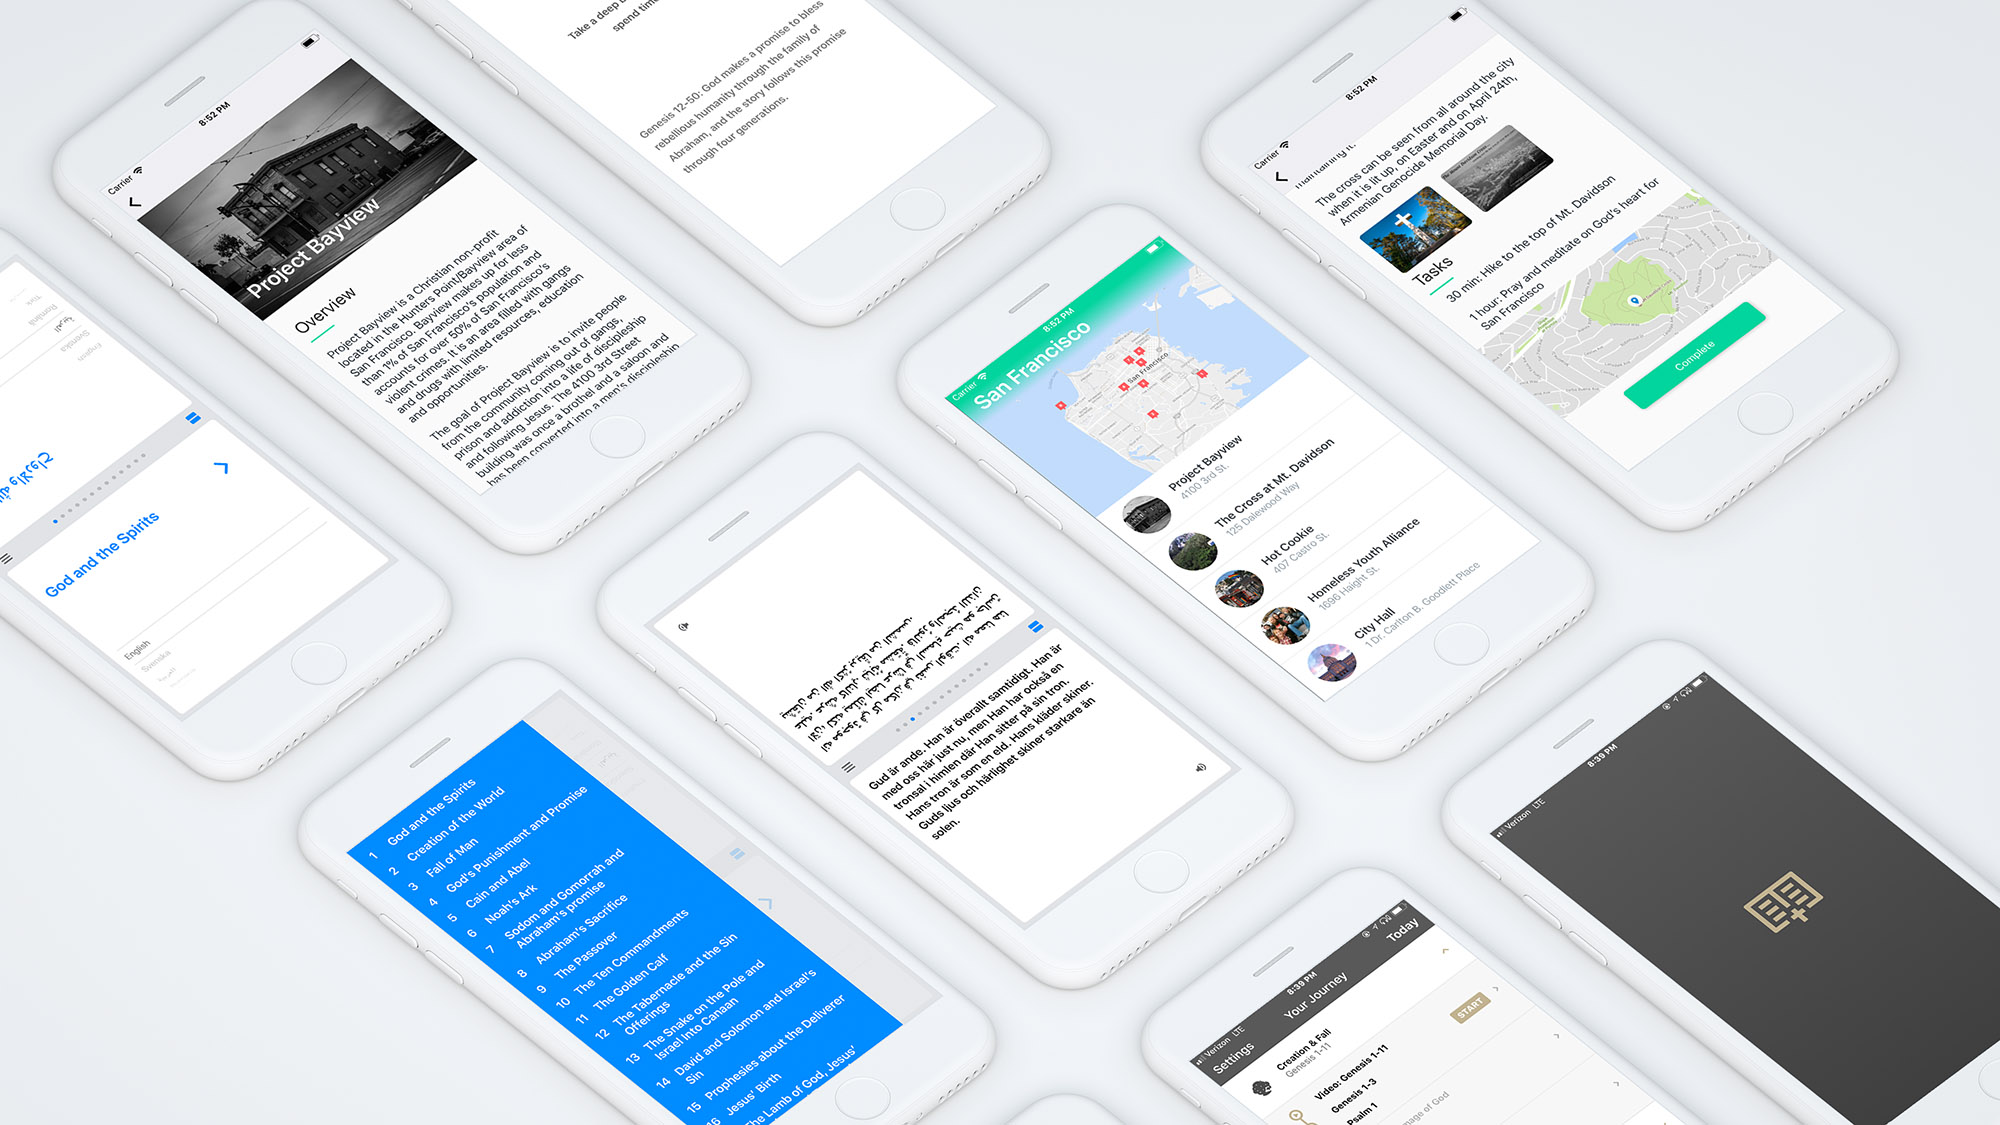 8:52 PM
Carrier
Project Bayview
Overview
Project Bayview is a Christian non-profit
located in the Hunters Point/Bayview area of
San Francisco. Bayview makes up for less
than 1% of San Francisco's population and
accounts for over 50% of San Francisco's
violent crimes. It is an area filled with gangs
and drugs with limited resources, education
and opportunities.
The goal of Project Bayview is to invite people
from the community coming out of gangs,
prison and addiction into a life of discipleship
and following Jesus. The 4100 3rd Street
building was once a brothel and a saloon and
has been converted into a men's discipleship
Take a deep
spend time
Genesis 12-50: God makes a promise to bless
rebellious humanity through the family of
Abraham, and the story follows this promise
through four generations.
8:52 PM
Carrier
The cross can be seen from all around the city
when it is lit up, on Easter and on April 24th,
Armenian Genocide Memorial Day.
Tasks
30 min: Hike to the top of Mt. Davidson
1 hour: Pray and meditate on God's heart for
San Francisco
Complete
8:52 PM
Carrier
San Francisco
San Francisco
Project Bayview
4100 3rd St.
The Cross at Mt. Davidson
125 Dalewood Way
Hot Cookie
407 Castro St.
Homeless Youth Alliance
1696 Haight St.
City Hall
1 Dr. Carlton B. Goodlett Place
Română
العربية
Svenska
English
God and the Spirits
English
Svenska
العربية
Gud är ande. Han är överallt samtidigt. Han är
med oss här just nu, men Han har också en
tronsal i himlen där Han sitter på sin tron.
Hans tron är som en eld. Hans kläder skiner.
Guds ljus och härlighet skiner starkare än
solen.
1 God and the Spirits
2 Creation of the World
3 Fall of Man
4 God's Punishment and Promise
5 Cain and Abel
6 Noah's Ark
7 Sodom and Gomorrah and
Abraham's promise
8 Abraham's Sacrifice
9 The Passover
10 The Ten Commandments
11 The Golden Calf
12 The Tabernacle and the Sin
Offerings
13 The Snake on the Pole and
Israel Into Canaan
14 David and Solomon and Israel's
Sin
15 Prophesies about the Deliverer
16 Jesus' Birth
The Lamb of God, Jesus'
8:39 PM
Verizon LTE
Settings
Your Journey
Today
Creation & Fall
Genesis 1-11
START
Video: Genesis 1-11
Genesis 1-3
Psalm 1
Image of God
8:39 PM
Verizon LTE